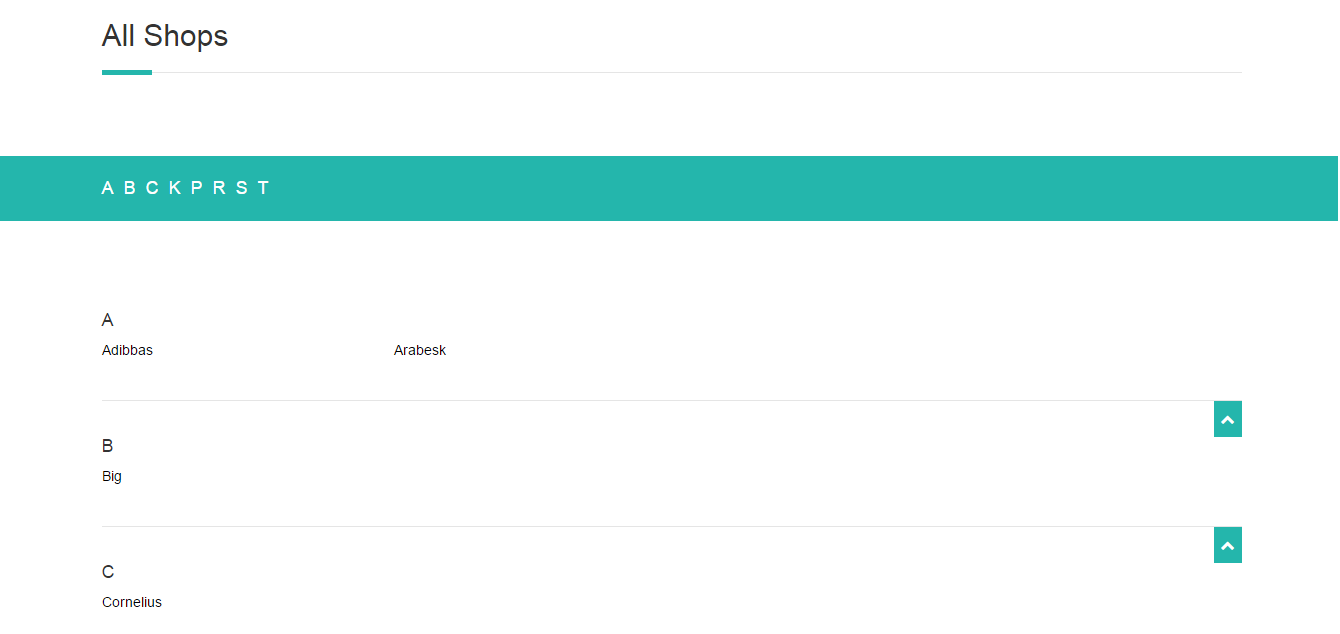 All Shops
A B C K P R S T
A
Adibbas Arabesk
B
Big
C
Cornelius